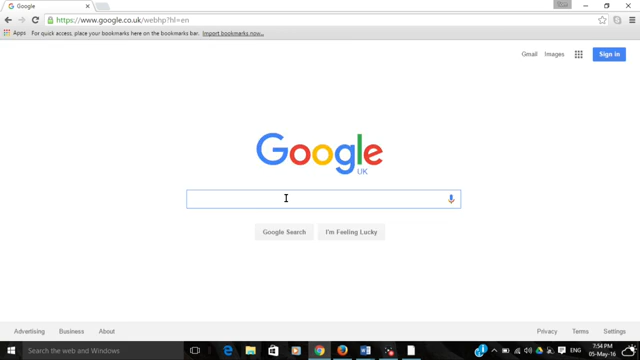 Google
https://www.google.co.uk/webhp?hl=en
Apps For quick access, place your bookmarks here on the bookmarks bar. Import bookmarks now...
Gmail Images Sign in
Google
UK
Google Search I'm Feeling Lucky
Advertising Business About Privacy Terms Settings
Search the web and Windows
ENG
7:54 PM
05-May-16